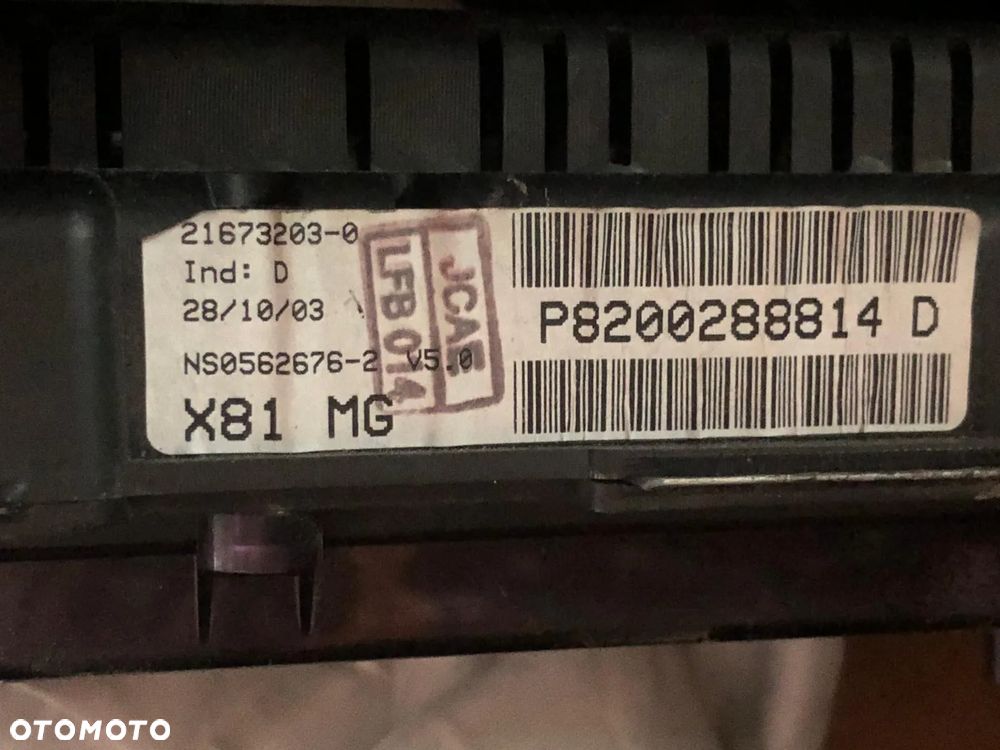 21673203-0
Ind: D
28/10/03
NS0562676-2 V5.0
X81 MG
JCAE
LFB 014
P8200288814 D
OTOMOTO